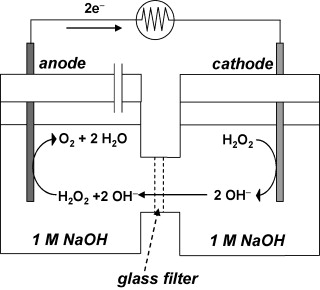 2e⁻
anode
cathode
O₂ + 2 H₂O
H₂O₂
H₂O₂ +2 OH⁻
2 OH⁻
1 M NaOH
1 M NaOH
glass filter